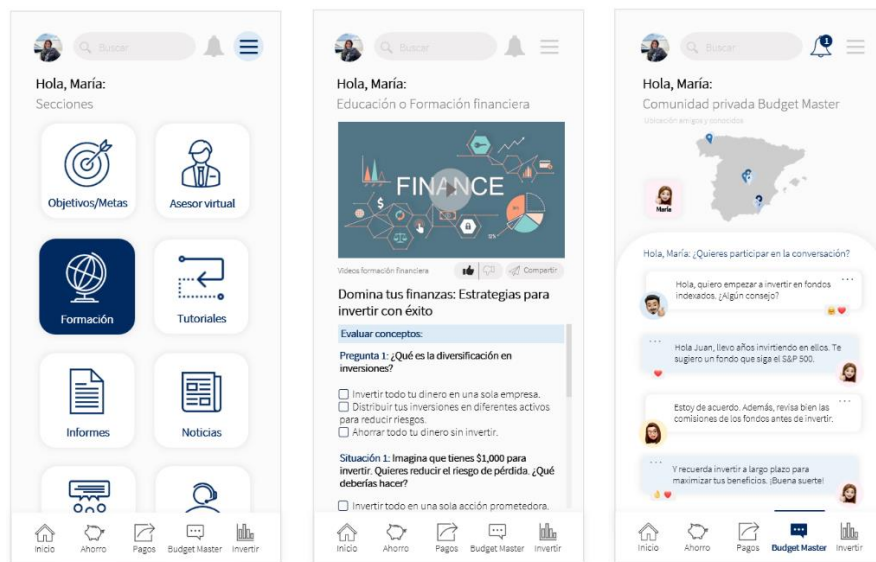 Buscar
Hola, María:
Secciones
Objetivos/Metas
Asesor virtual
Formación
Tutoriales
Informes
Noticias
Inicio
Ahorro
Pagos
Budget Master
Invertir
Buscar
Hola, María:
Educación o Formación financiera
FINANCE
$
12%
Vídeos formación financiera
Compartir
Domina tus finanzas: Estrategias para
invertir con éxito
Evaluar conceptos:
Pregunta 1: ¿Qué es la diversificación en
inversiones?
Invertir todo tu dinero en una sola empresa.
Distribuir tus inversiones en diferentes activos
para reducir riesgos.
Ahorrar todo tu dinero sin invertir.
Situación 1: Imagina que tienes $1,000 para
invertir. Quieres reducir el riesgo de pérdida. ¿Qué
deberías hacer?
Invertir todo en una sola acción prometedora.
Inicio
Ahorro
Pagos
Budget Master
Invertir
Buscar
1
Hola, María:
Comunidad privada Budget Master
Ubicación amigos y conocidos
María
Hola, María: ¿Quieres participar en la conversación?
Hola, quiero empezar a invertir en fondos
indexados. ¿Algún consejo?
Hola Juan, llevo años invirtiendo en ellos. Te
sugiero un fondo que siga el S&P 500.
Estoy de acuerdo. Además, revisa bien las
comisiones de los fondos antes de invertir.
Y recuerda invertir a largo plazo para
maximizar tus beneficios. ¡Buena suerte!
Inicio
Ahorro
Pagos
Budget Master
Invertir